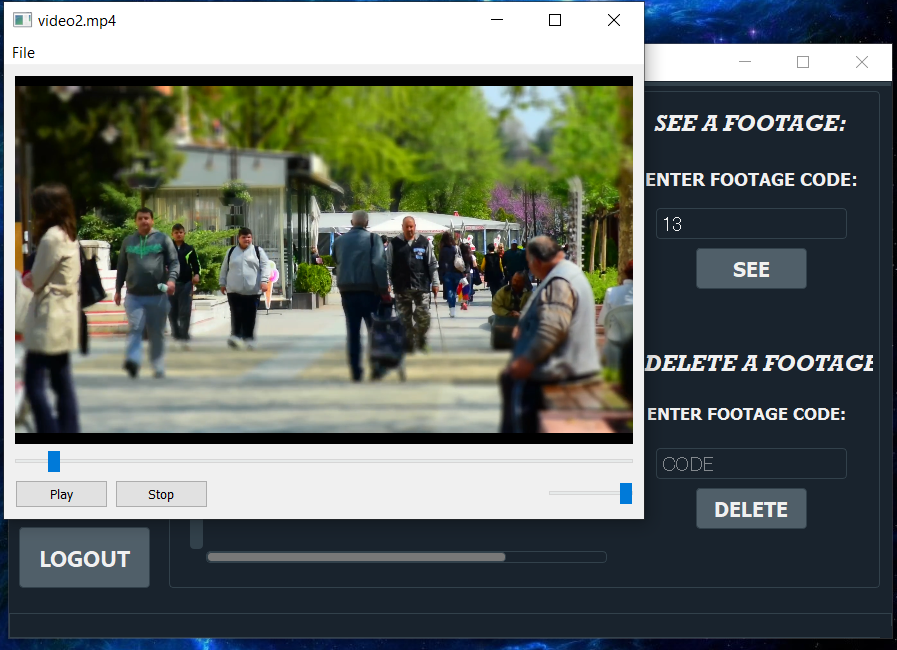 video2.mp4
File
Play
Stop
SEE A FOOTAGE:
ENTER FOOTAGE CODE:
13
SEE
DELETE A FOOTAGE
ENTER FOOTAGE CODE:
CODE
DELETE
LOGOUT